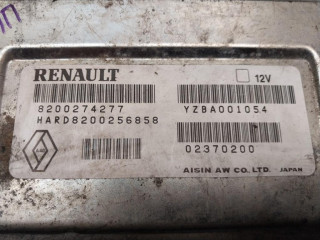 RENAULT
12V
8200274277
YZBA001054
HARD8200256858
02370200
AISIN AW CO., LTD. JAPAN